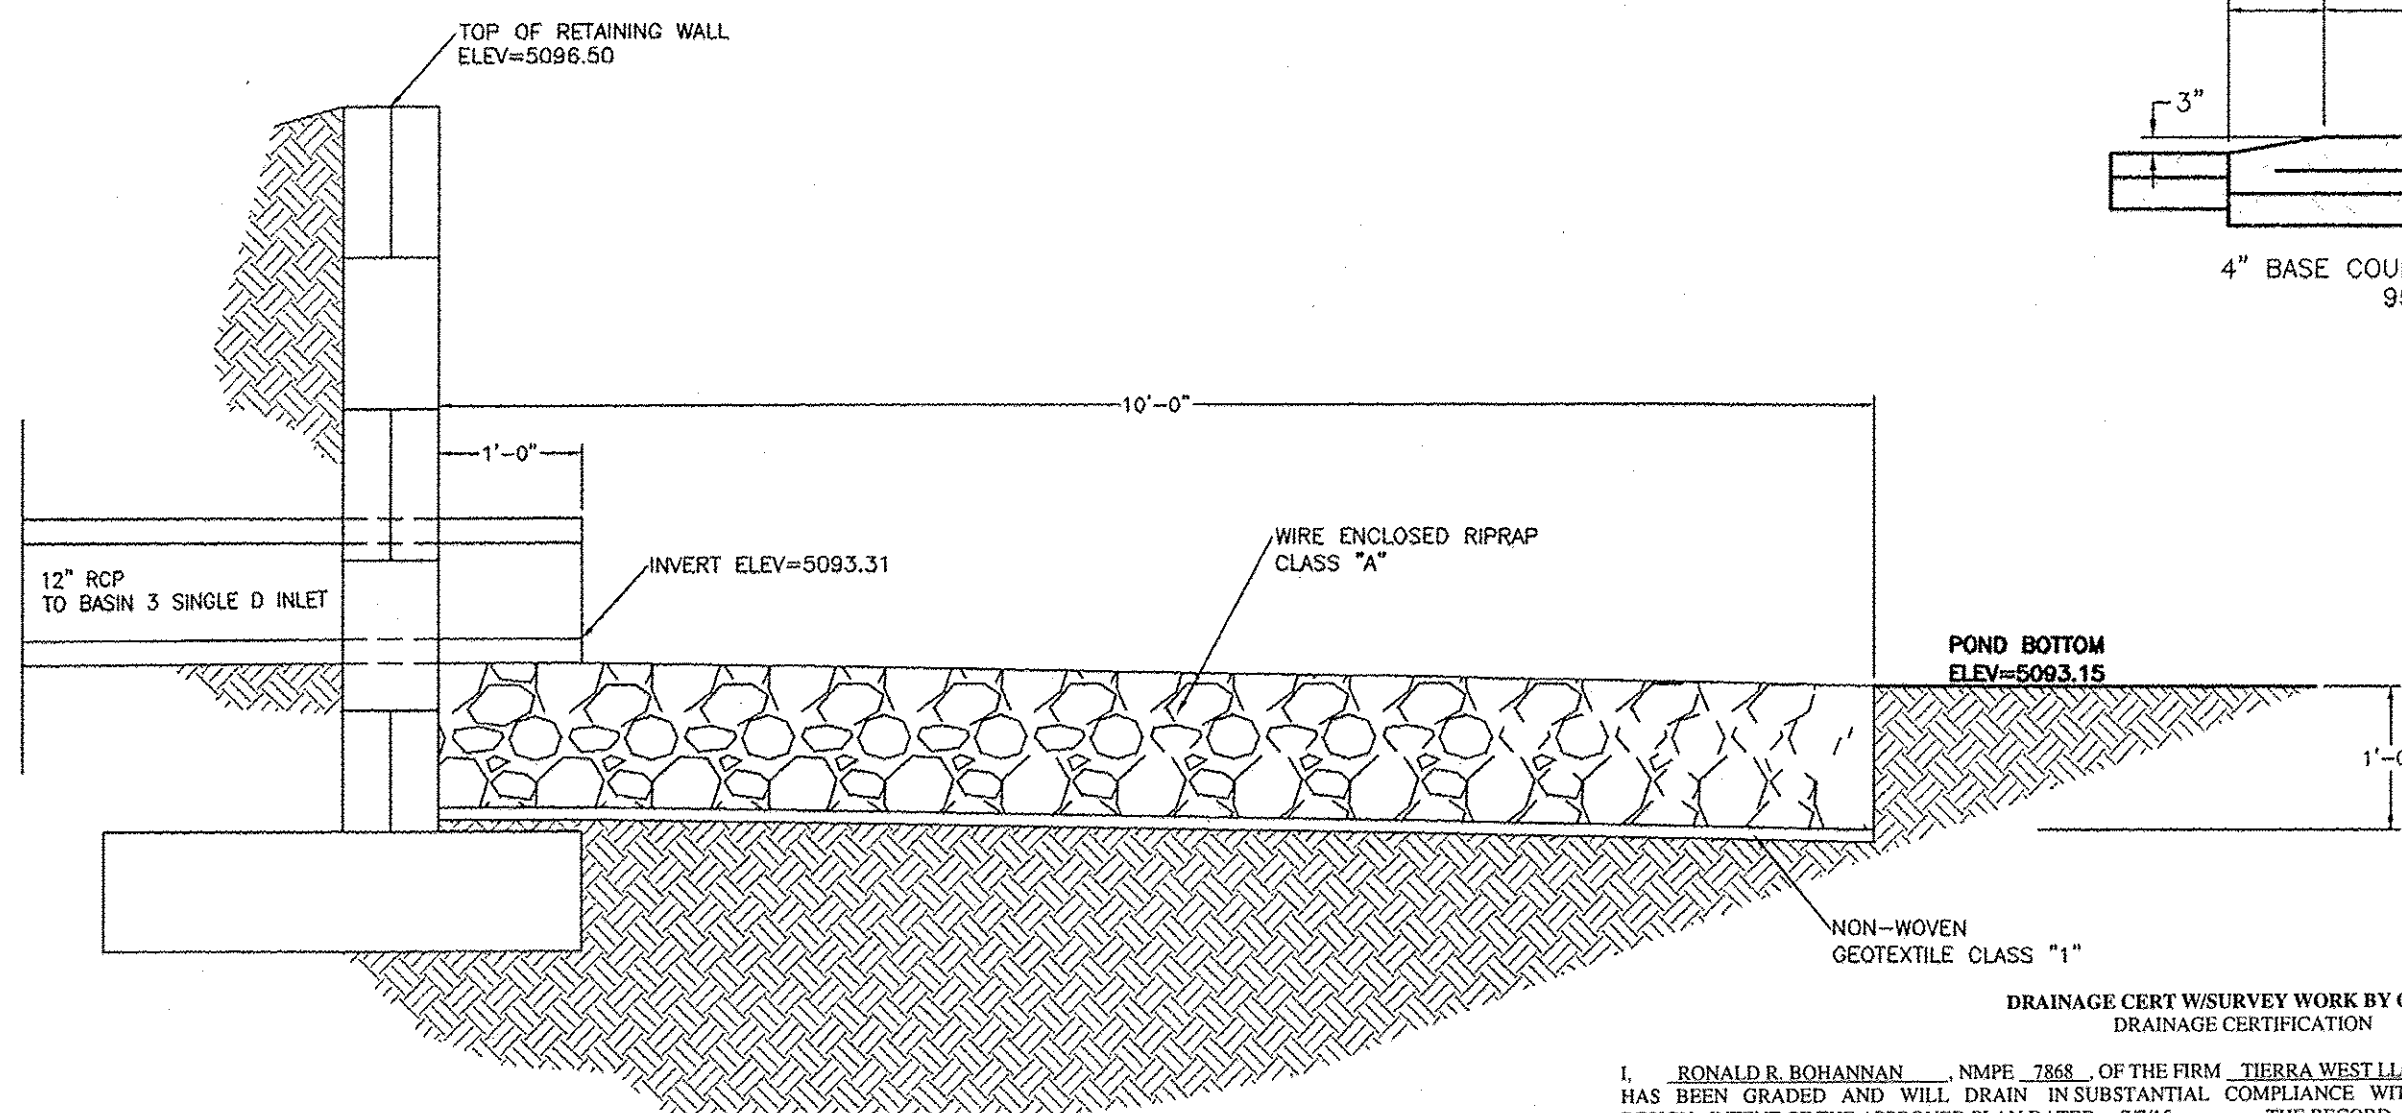 TOP OF RETAINING WALL
ELEV=5096.50
3"
4" BASE
10'-0"
1'-0"
WIRE ENCLOSED RIPRAP
CLASS "A"
INVERT ELEV=5093.31
12" RCP
TO BASIN 3 SINGLE D INLET
POND BOTTOM
ELEV=5093.15
NON-WOVEN
GEOTEXTILE CLASS "1"
DRAINAGE CERT W/SURVEY WORK BY
DRAINAGE CERTIFICATION
I, RONALD R. BOHANNAN, NMPE 7868, OF THE FIRM TIERRA WEST
HAS BEEN GRADED AND WILL DRAIN IN SUBSTANTIAL COMPLIANCE